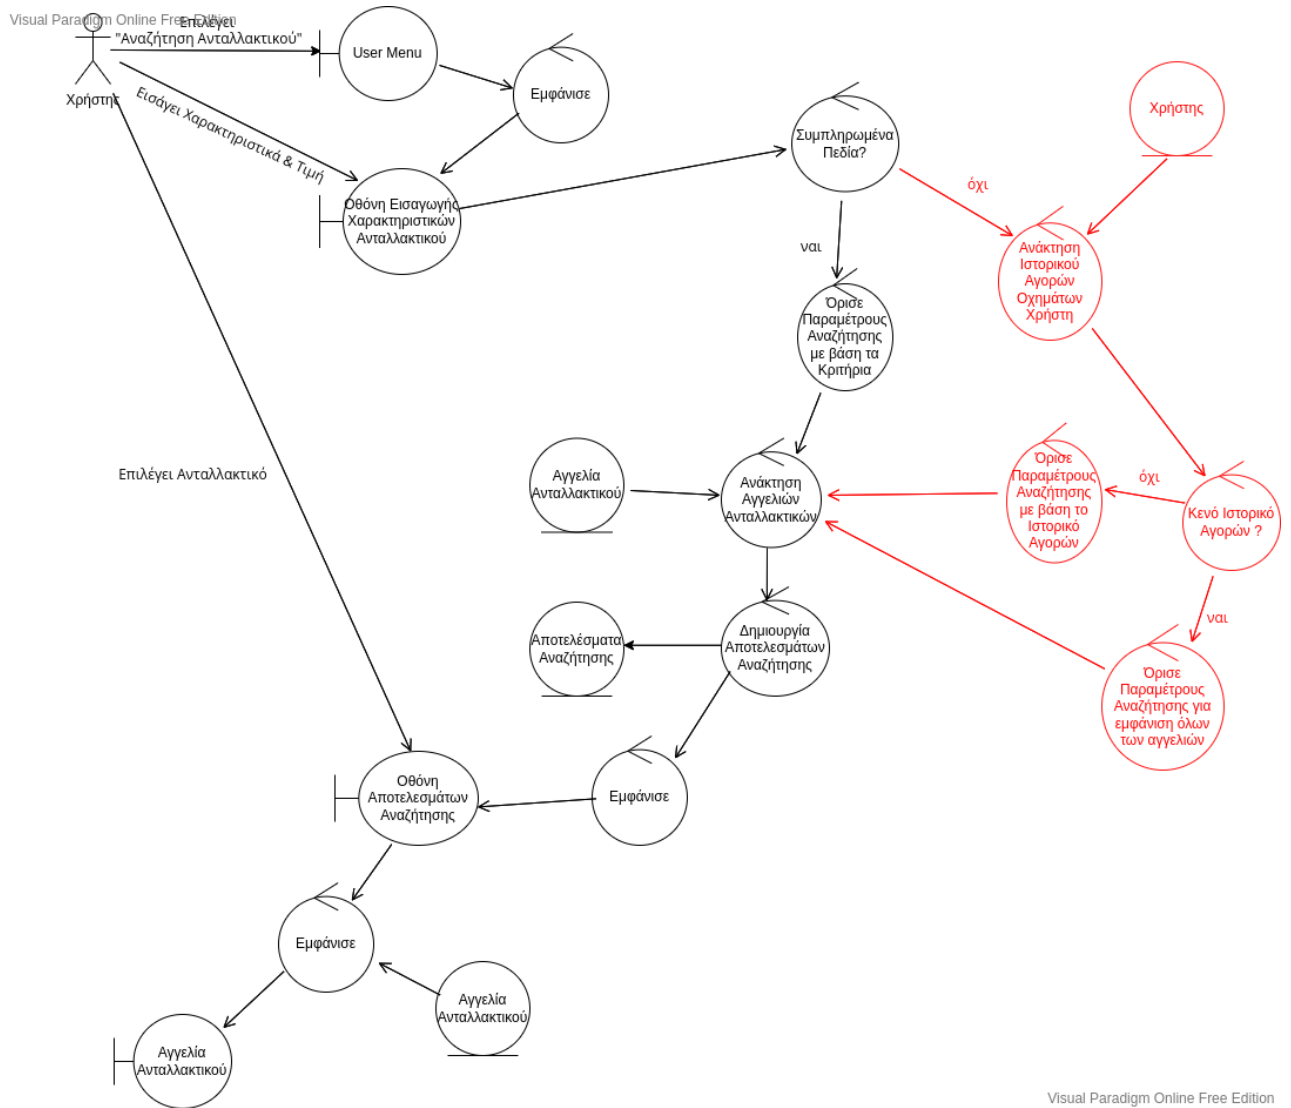 Visual Paradigm Online Free Edition
Επιλέγει
"Αναζήτηση Ανταλλακτικού"
User Menu
Εμφάνισε
Χρήστης
Εισάγει Χαρακτηριστικά & Τιμή
Συμπληρωμένα
Πεδία?
Χρήστης
όχι
Οθόνη Εισαγωγής
Χαρακτηριστικών
Ανταλλακτικού
ναι
Ανάκτηση
Ιστορικού
Αγορών
Οχημάτων
Χρήστη
Όρισε
Παραμέτρους
Αναζήτησης
με βάση τα
Κριτήρια
Επιλέγει Ανταλλακτικό
Αγγελία
Ανταλλακτικού
Ανάκτηση
Αγγελιών
Ανταλλακτικών
Όρισε
Παραμέτρους
Αναζήτησης
με βάση το
Ιστορικό
Αγορών
όχι
Κενό Ιστορικό
Αγορών ?
ναι
Αποτελέσματα
Αναζήτησης
Δημιουργία
Αποτελεσμάτων
Αναζήτησης
Όρισε
Παραμέτρους
Αναζήτησης για
εμφάνιση όλων
των αγγελιών
Οθόνη
Αποτελεσμάτων
Αναζήτησης
Εμφάνισε
Εμφάνισε
Αγγελία
Ανταλλακτικού
Αγγελία
Ανταλλακτικού
Visual Paradigm Online Free Edition